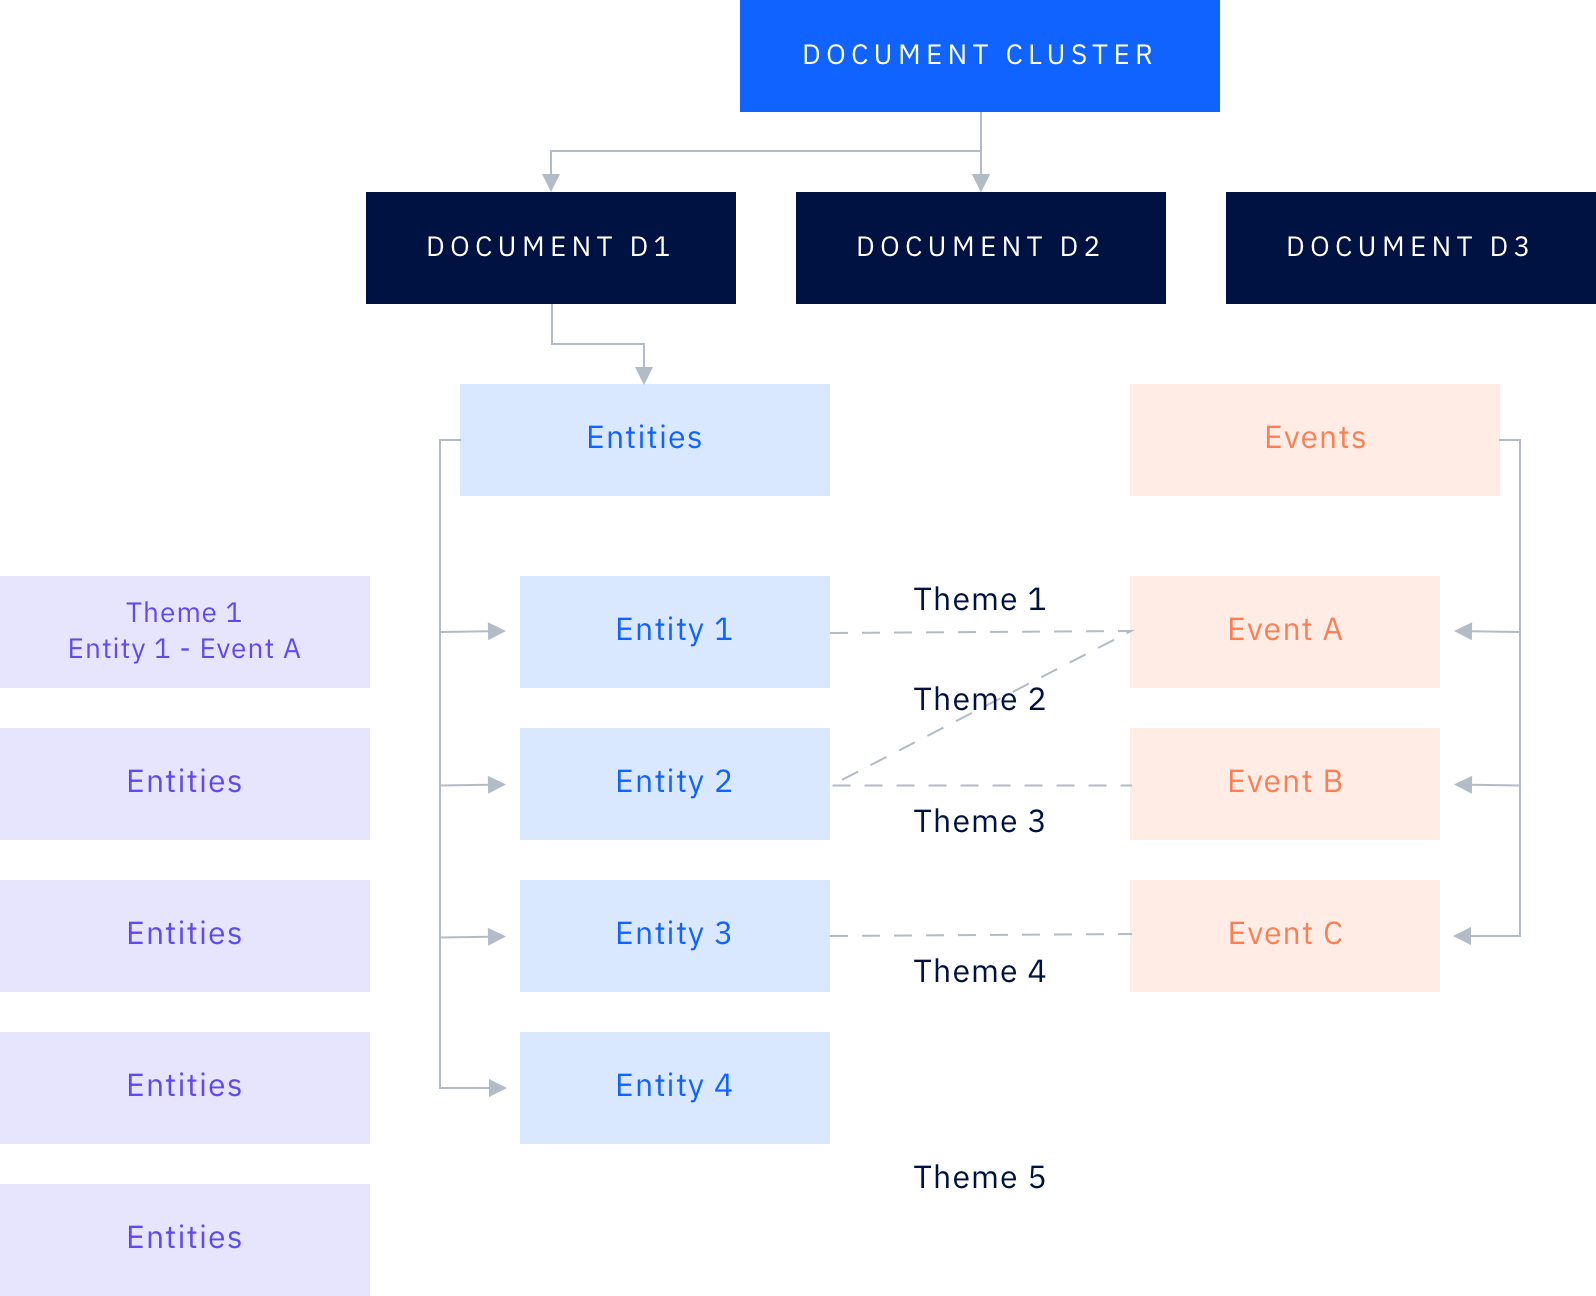 DOCUMENT CLUSTER
DOCUMENT D1
DOCUMENT D2
DOCUMENT D3
Entities
Events
Theme 1
Entity 1 - Event A
Entity 1
Theme 1
Event A
Theme 2
Entities
Entity 2
Event B
Theme 3
Entities
Entity 3
Event C
Theme 4
Entities
Entity 4
Theme 5
Entities